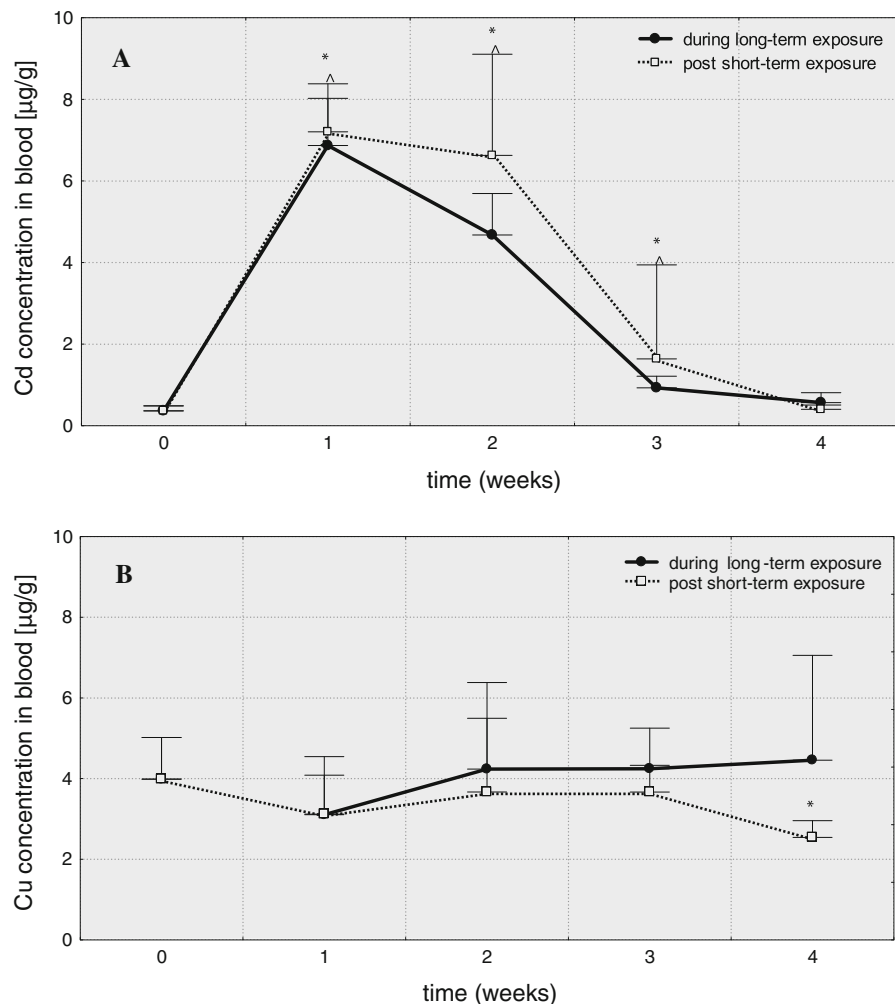 A
during long-term exposure
post short-term exposure
Cd concentration in blood [µg/g]
10
8
6
4
2
0
* ^
* ^
* ^
0 1 2 3 4
time (weeks)
B
during long-term exposure
post short-term exposure
Cu concentration in blood [µg/g]
10
8
6
4
2
0
*
0 1 2 3 4
time (weeks)